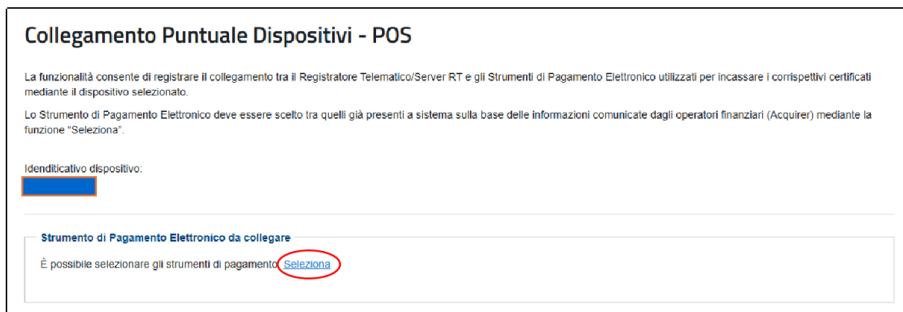 Collegamento Puntuale Dispositivi - POS
La funzionalità consente di registrare il collegamento tra il Registratore Telematico/Server RT e gli Strumenti di Pagamento Elettronico utilizzati per incassare i corrispettivi certificati
mediante il dispositivo selezionato.
Lo Strumento di Pagamento Elettronico deve essere scelto tra quelli già presenti a sistema sulla base delle informazioni comunicate dagli operatori finanziari (Acquirer) mediante la
funzione "Seleziona".
Idenditicativo dispositivo:
Strumento di Pagamento Elettronico da collegare
È possibile selezionare gli strumenti di pagamento Seleziona